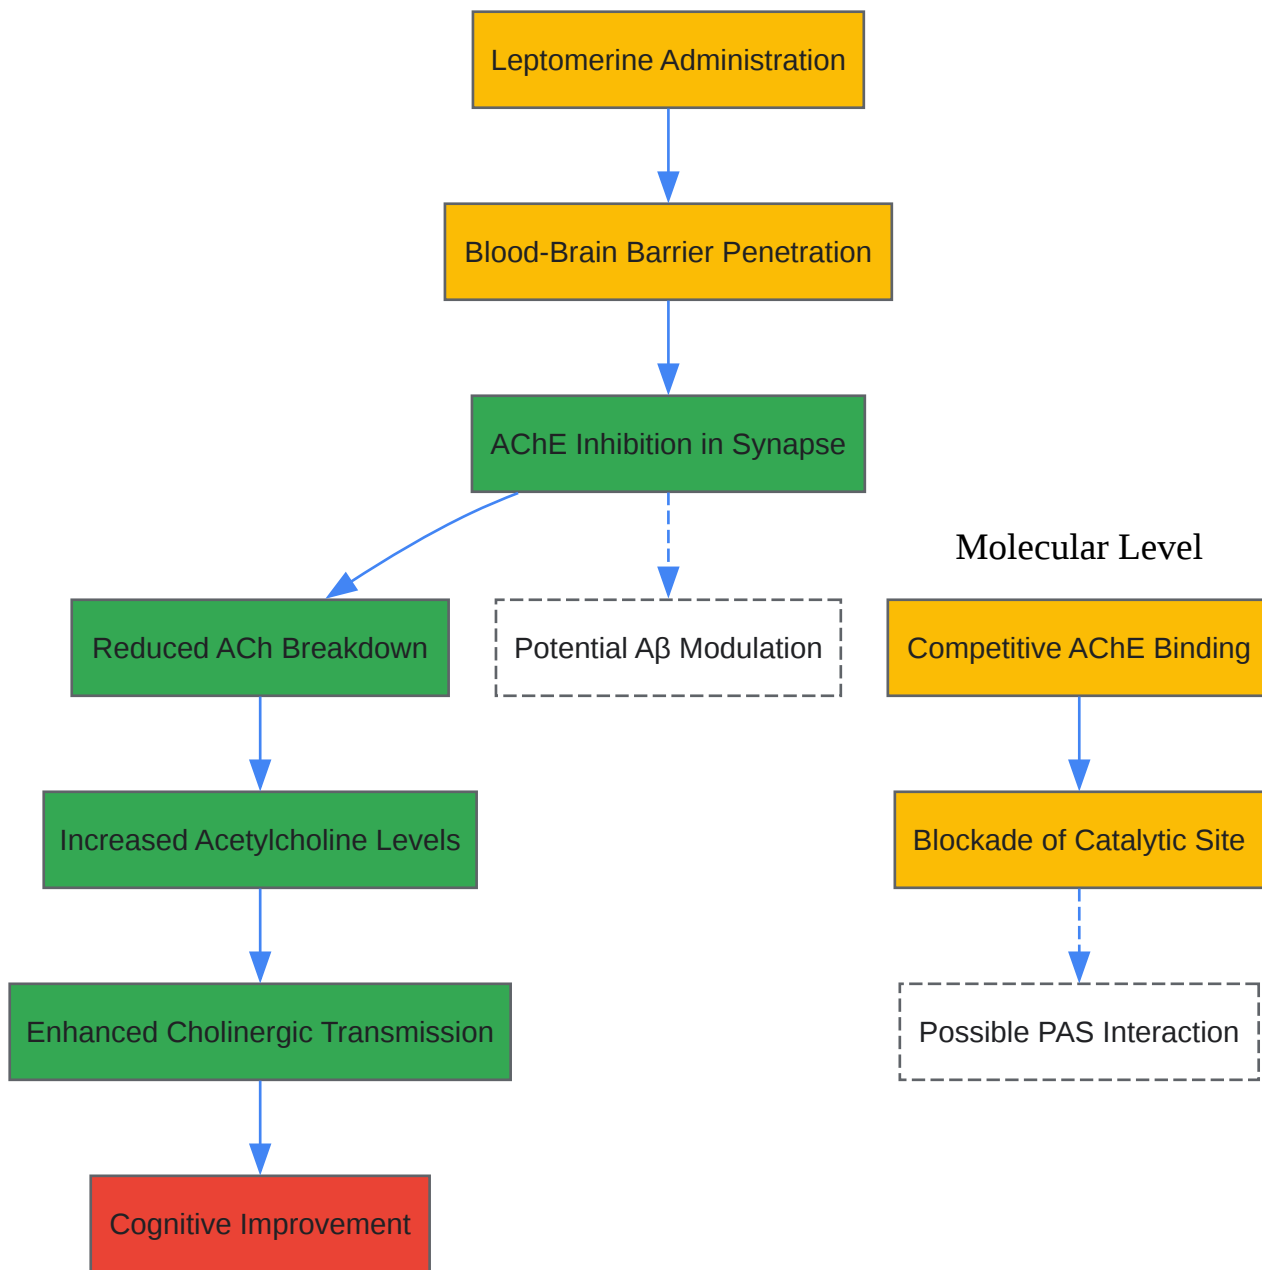 Leptomerine Administration
Blood-Brain Barrier Penetration
AChE Inhibition in Synapse
Molecular Level
Reduced ACh Breakdown
Potential Aβ Modulation
Competitive AChE Binding
Increased Acetylcholine Levels
Blockade of Catalytic Site
Enhanced Cholinergic Transmission
Possible PAS Interaction
Cognitive Improvement